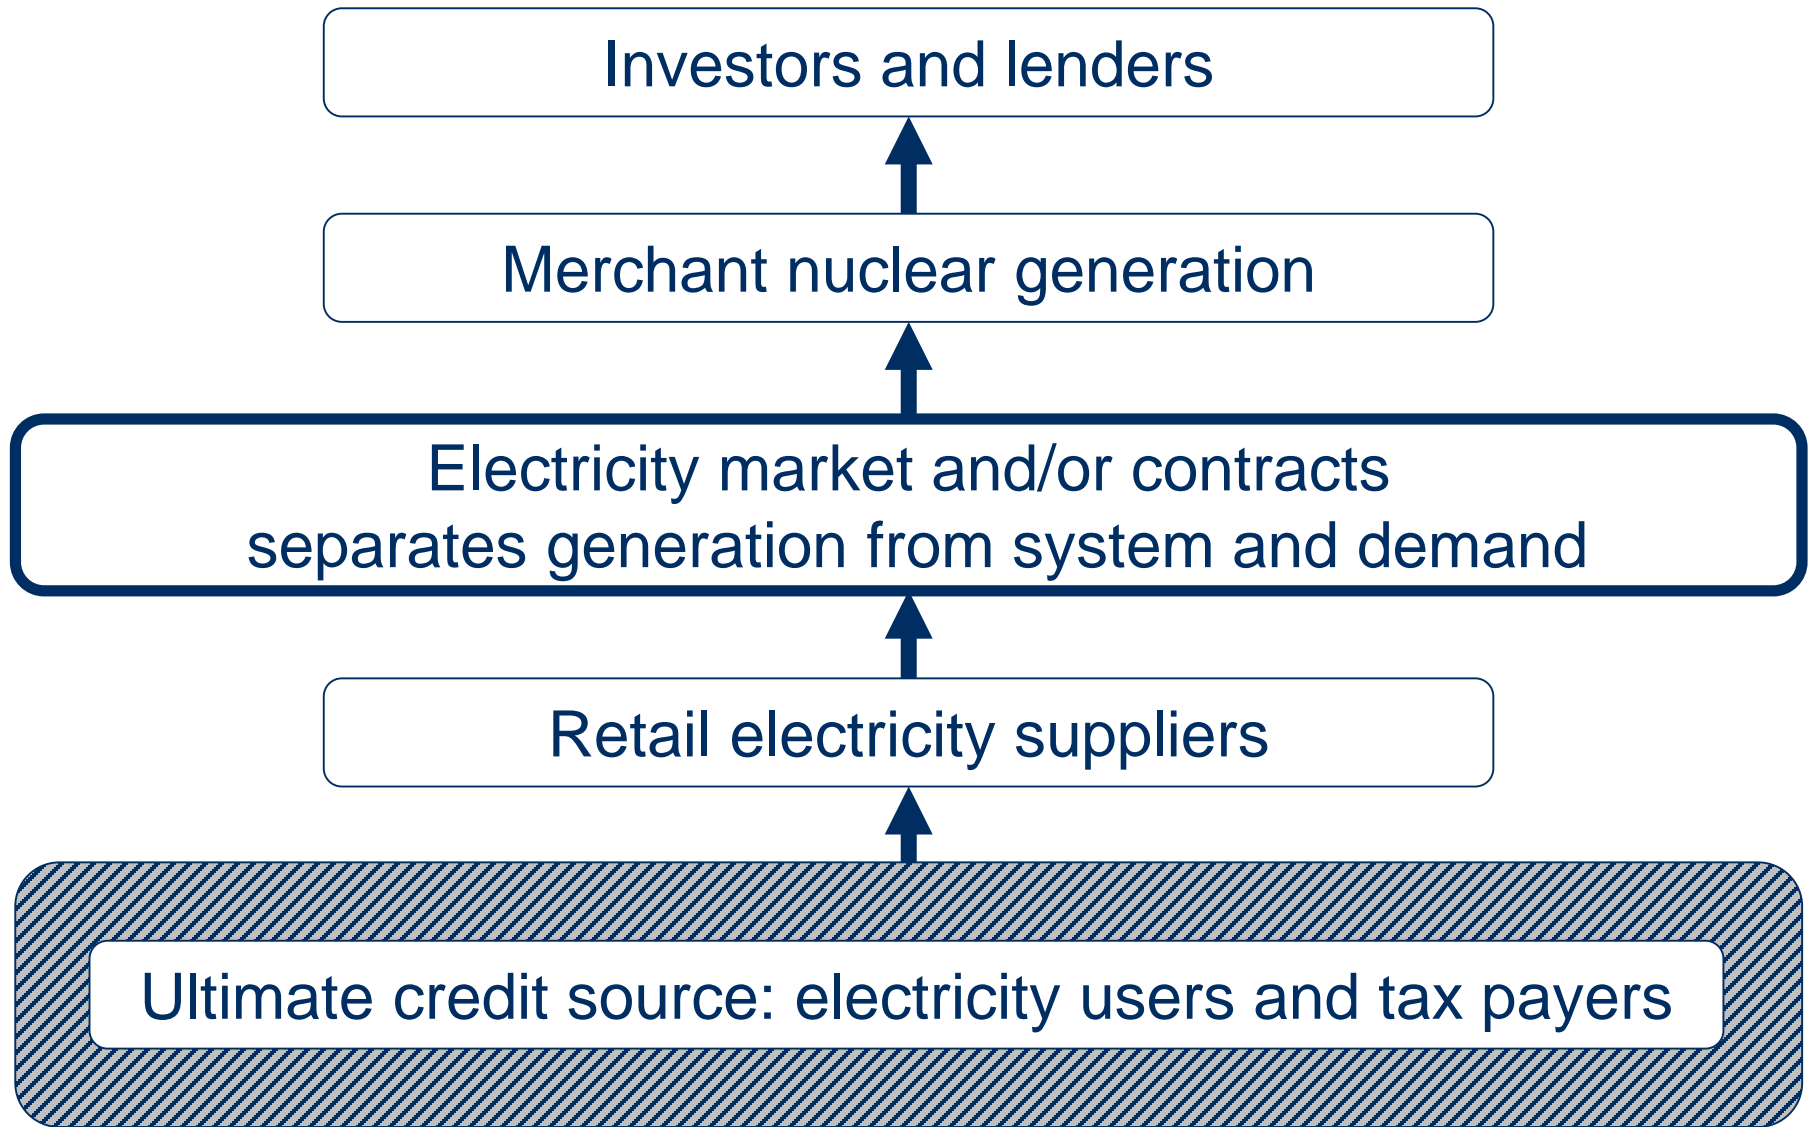 Investors and lenders
Merchant nuclear generation
Electricity market and/or contracts
separates generation from system and demand
Retail electricity suppliers
Ultimate credit source: electricity users and tax payers